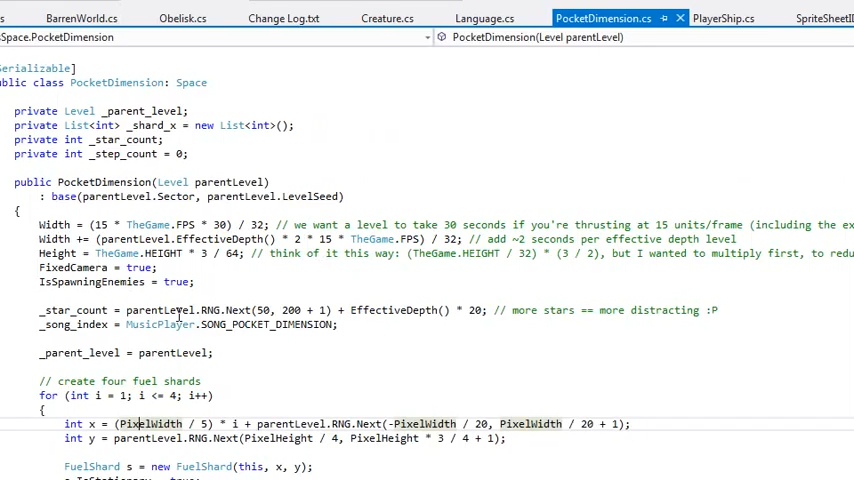 BarrenWorld.cs Obelisk.cs Change Log.txt Creature.cs Language.cs PocketDimension.cs PlayerShip.cs SpriteSheetI
sSpace.PocketDimension PocketDimension(Level parentLevel)
Serializable]
ublic class PocketDimension: Space
private Level _parent_level;
private List<int> _shard_x = new List<int>();
private int _star_count;
private int _step_count = 0;
public PocketDimension(Level parentLevel)
: base(parentLevel.Sector, parentLevel.LevelSeed)
{
Width = (15 * TheGame.FPS * 30) / 32; // we want a level to take 30 seconds if you're thrusting at 15 units/frame (including the ex
Width += (parentLevel.EffectiveDepth() * 2 * 15 * TheGame.FPS) / 32; // add ~2 seconds per effective depth level
Height = TheGame.HEIGHT * 3 / 64; // think of it this way: (TheGame.HEIGHT / 32) * (3 / 2), but I wanted to multiply first, to redu
FixedCamera = true;
IsSpawningEnemies = true;
_star_count = parentLevel.RNG.Next(50, 200 + 1) + EffectiveDepth() * 20; // more stars == more distracting :P
_song_index = MusicPlayer.SONG_POCKET_DIMENSION;
_parent_level = parentLevel;
// create four fuel shards
for (int i = 1; i <= 4; i++)
{
int x = (PixelWidth / 5) * i + parentLevel.RNG.Next(-PixelWidth / 20, PixelWidth / 20 + 1);
int y = parentLevel.RNG.Next(PixelHeight / 4, PixelHeight * 3 / 4 + 1);
FuelShard s = new FuelShard(this, x, y);
s.IsStationary = true;